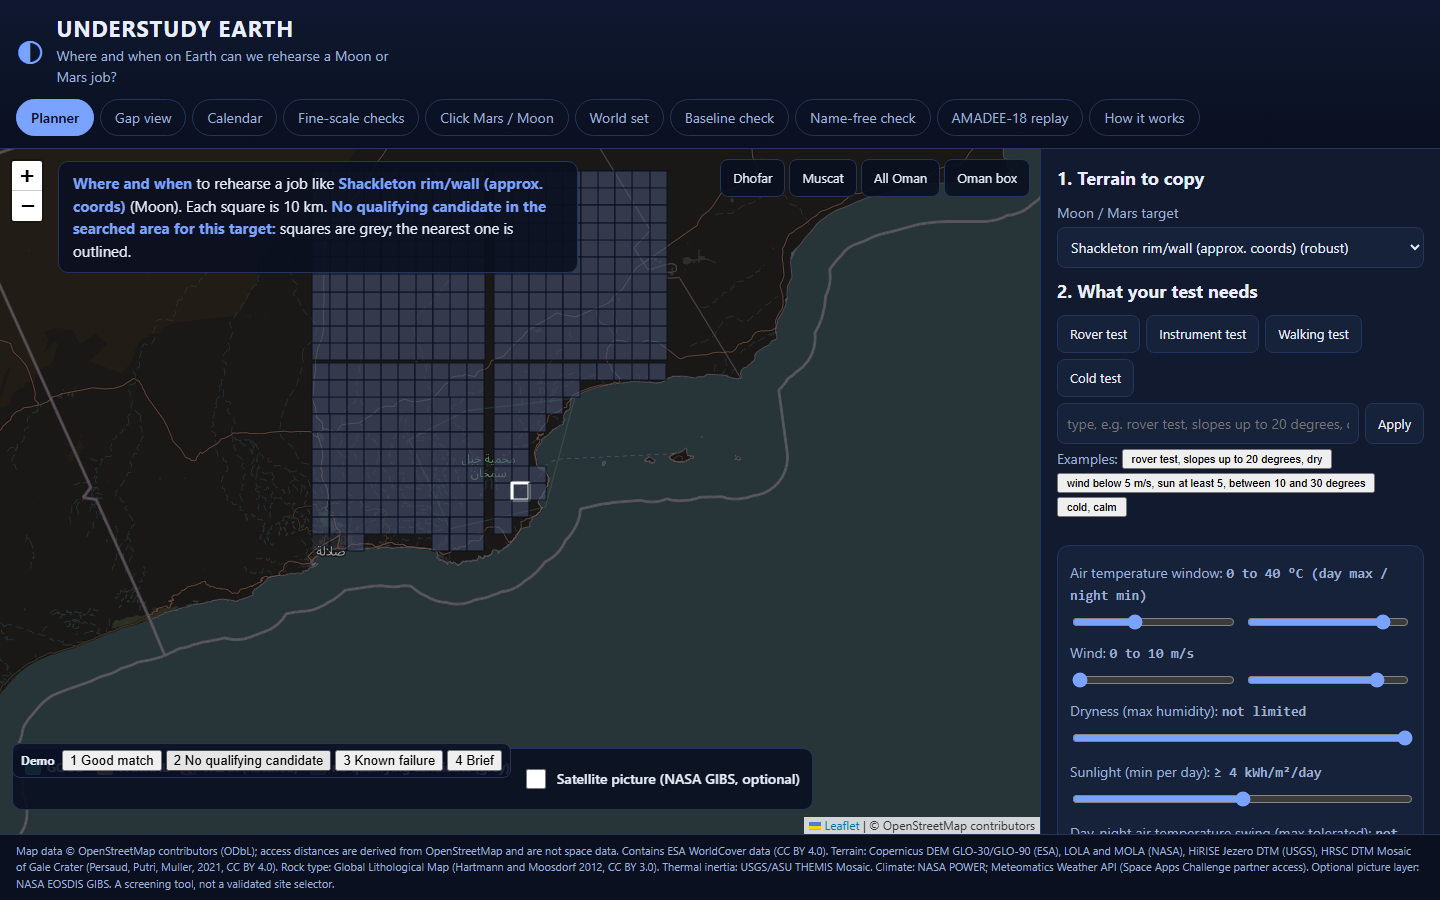 UNDERSTUDY EARTH
Where and when on Earth can we rehearse a Moon or
Mars job?
Planner
Gap view
Calendar
Fine-scale checks
Click Mars / Moon
World set
Baseline check
Name-free check
AMADEE-18 replay
How it works
+
−
Where and when to rehearse a job like Shackleton rim/wall (approx.
coords) (Moon). Each square is 10 km. No qualifying candidate in the
searched area for this target: squares are grey; the nearest one is
outlined.
Dhofar
Muscat
All Oman
Oman box
محمية جبل
سمحان
صلالة
Demo
1 Good match
2 No qualifying candidate
3 Known failure
4 Brief
Satellite picture (NASA GIBS, optional)
Leaflet | © OpenStreetMap contributors
1. Terrain to copy
Moon / Mars target
Shackleton rim/wall (approx. coords) (robust)
2. What your test needs
Rover test
Instrument test
Walking test
Cold test
type, e.g. rover test, slopes up to 20 degrees,
Apply
Examples: rover test, slopes up to 20 degrees, dry
wind below 5 m/s, sun at least 5, between 10 and 30 degrees
cold, calm
Air temperature window: 0 to 40 °C (day max /
night min)
Wind: 0 to 10 m/s
Dryness (max humidity): not limited
Sunlight (min per day): ≥ 4 kWh/m²/day
Day-night air temperature swing (max tolerated): not
Map data © OpenStreetMap contributors (ODbL); access distances are derived from OpenStreetMap and are not space data. Contains ESA WorldCover data (CC BY 4.0). Terrain: Copernicus DEM GLO-30/GLO-90 (ESA), LOLA and MOLA (NASA), HiRISE Jezero DTM (USGS), HRSC DTM Mosaic
of Gale Crater (Persaud, Putri, Muller, 2021, CC BY 4.0). Rock type: Global Lithological Map (Hartmann and Moosdorf 2012, CC BY 3.0). Thermal inertia: USGS/ASU THEMIS Mosaic. Climate: NASA POWER; Meteomatics Weather API (Space Apps Challenge partner access). Optional picture layer:
NASA EOSDIS GIBS. A screening tool, not a validated site selector.